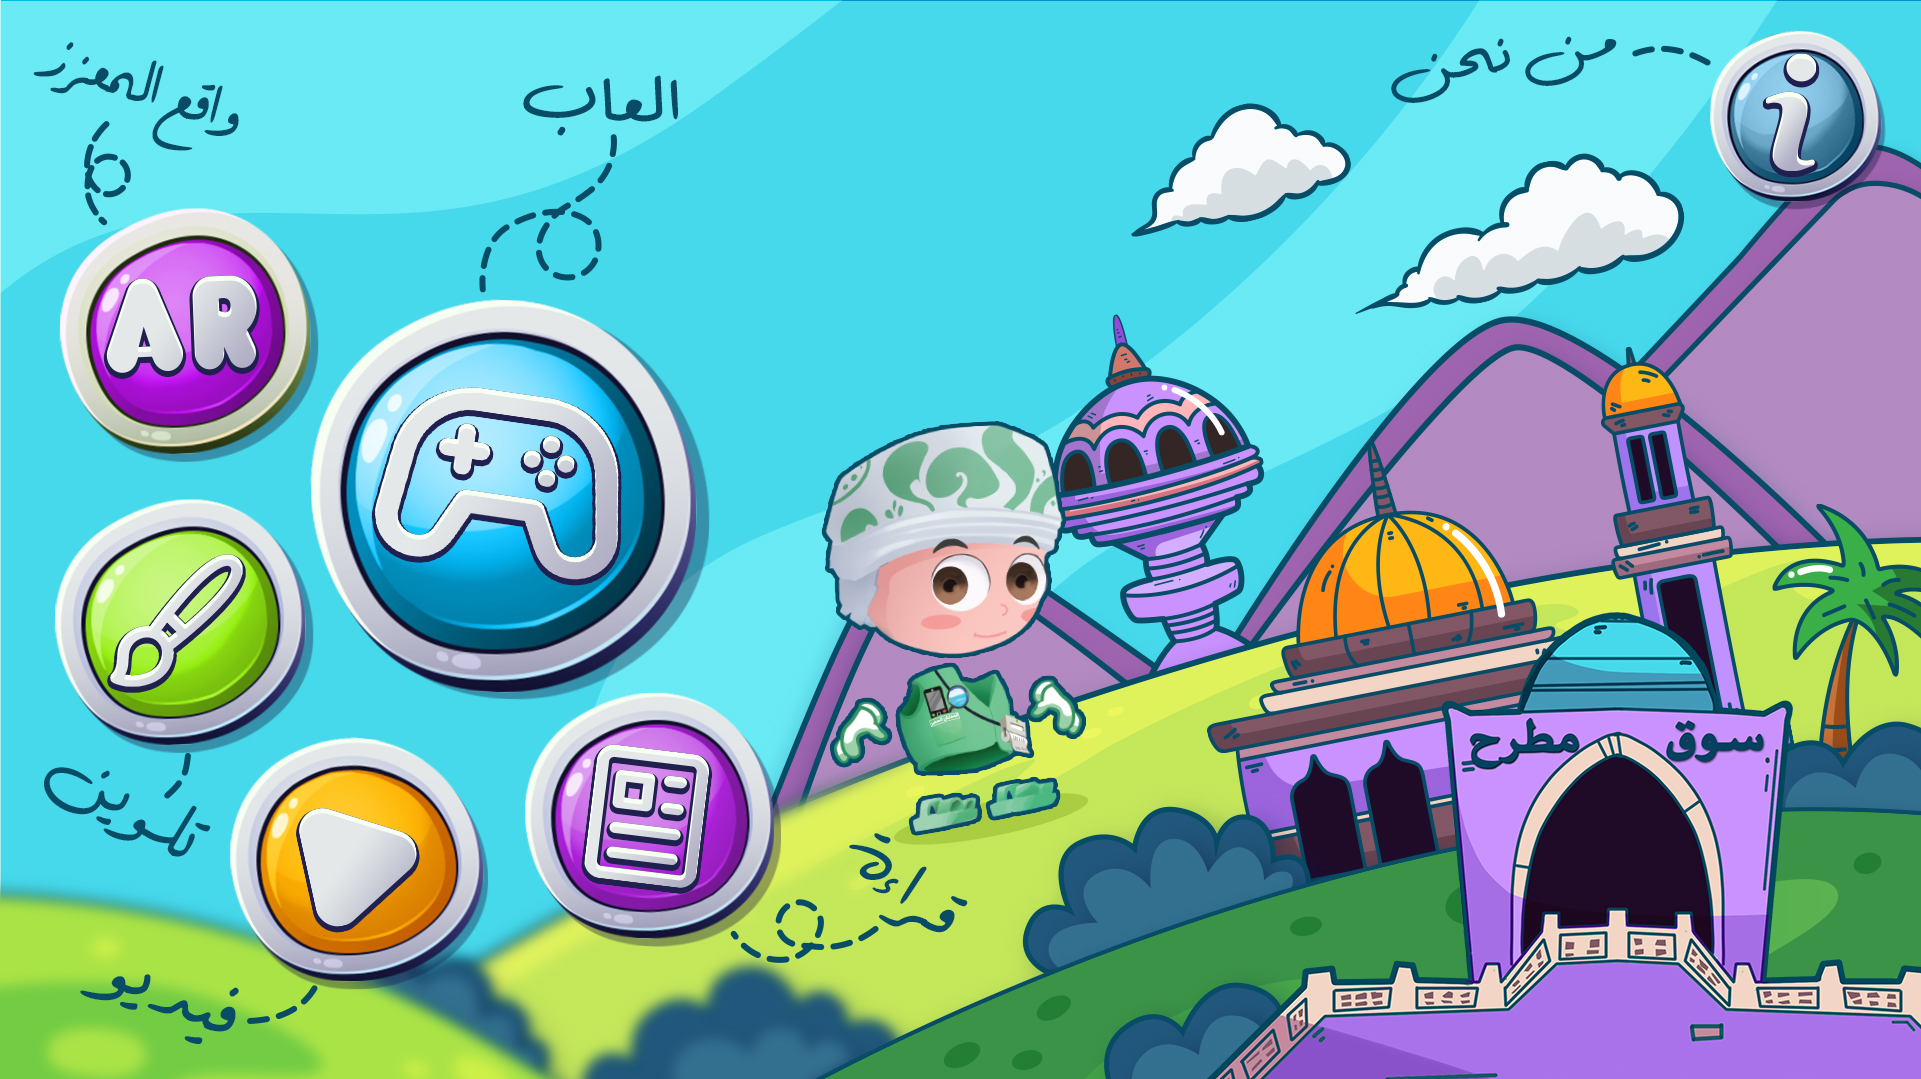 من نحن
العاب
واقع المعزز
AR
تلوين
فيديو
قراءة
سوق مطرح